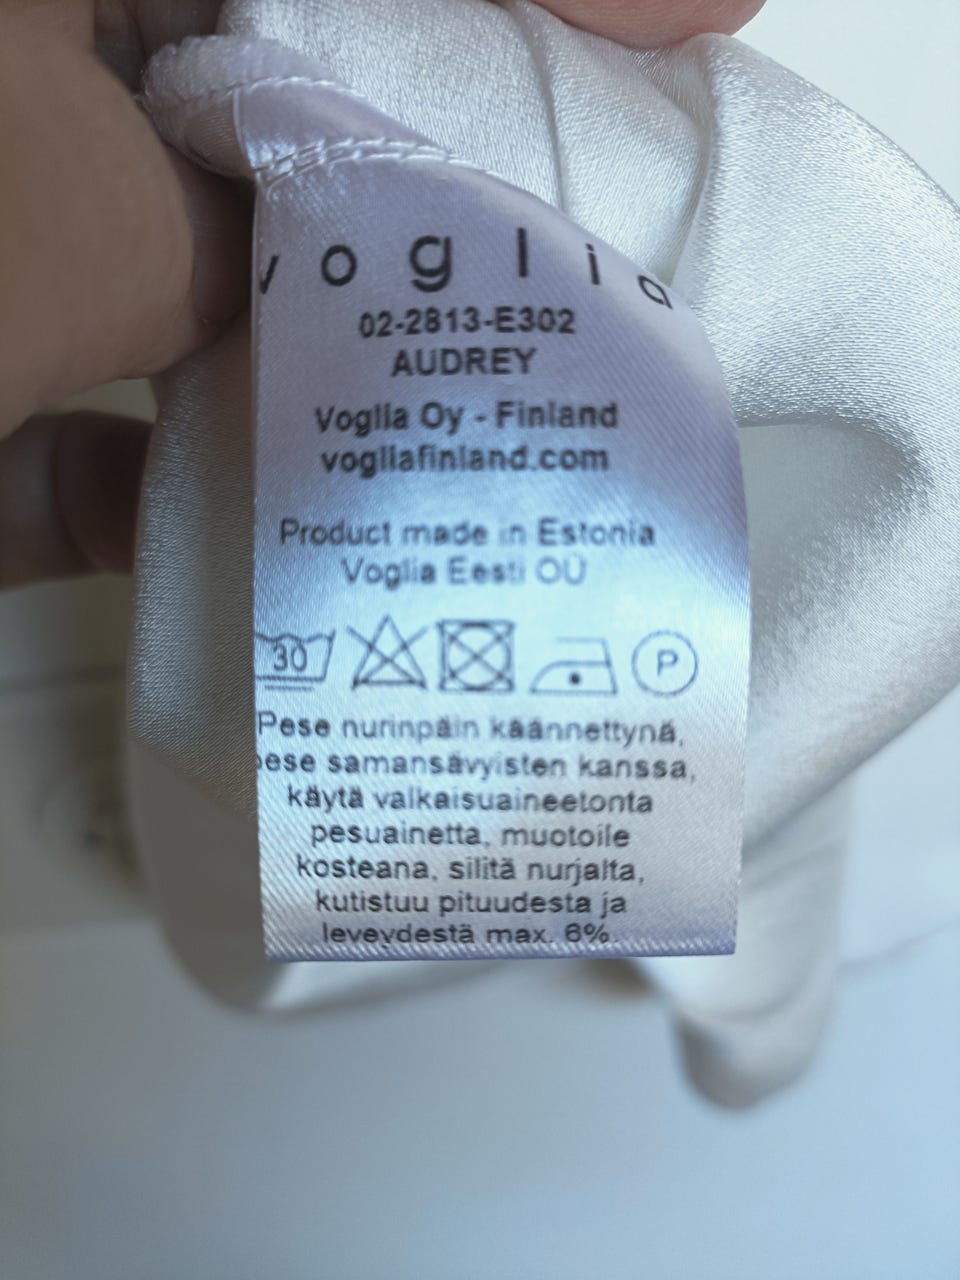 voglia
02-2813-E302
AUDREY
Voglia Oy - Finland
vogliafinland.com
Product made in Estonia
Voglia Eesti OÜ
30
P
Pese nurinpäin käännettynä,
pese samansävyisten kanssa,
käytä valkaisuaineetonta
pesuainetta, muotoile
kosteana, silitä nurjalta,
kutistuu pituudesta ja
leveydestä max. 6%.